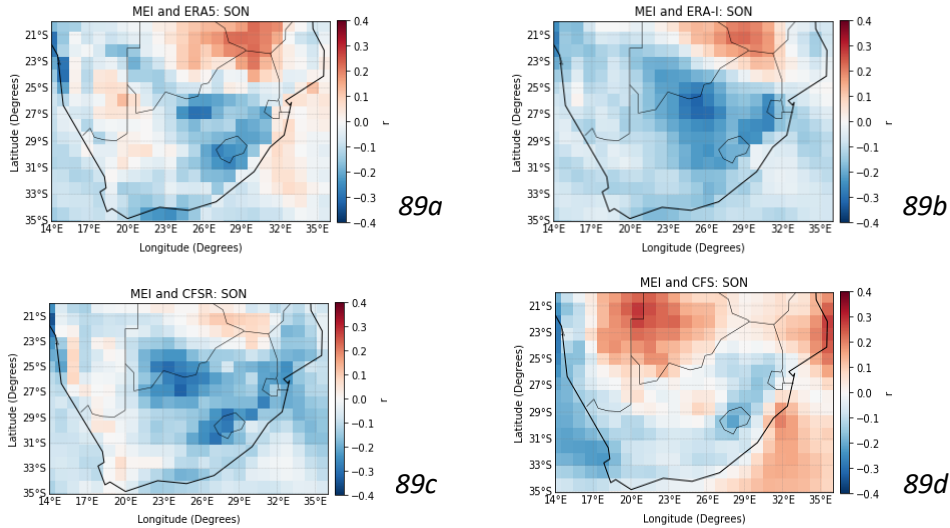 MEI and ERA5: SON
21°S
23°S
25°S
27°S
29°S
31°S
33°S
35°S
14°E 17°E 20°E 23°E 26°E 29°E 32°E 35°E
Latitude (Degrees)
Longitude (Degrees)
0.4
0.3
0.2
0.1
0.0
−0.1
−0.2
−0.3
−0.4
r
89a
MEI and ERA-I: SON
21°S
23°S
25°S
27°S
29°S
31°S
33°S
35°S
14°E 17°E 20°E 23°E 26°E 29°E 32°E 35°E
Latitude (Degrees)
Longitude (Degrees)
0.4
0.3
0.2
0.1
0.0
−0.1
−0.2
−0.3
−0.4
r
89b
MEI and CFSR: SON
21°S
23°S
25°S
27°S
29°S
31°S
33°S
35°S
14°E 17°E 20°E 23°E 26°E 29°E 32°E 35°E
Latitude (Degrees)
Longitude (Degrees)
0.4
0.3
0.2
0.1
0.0
−0.1
−0.2
−0.3
−0.4
r
89c
MEI and CFS: SON
21°S
23°S
25°S
27°S
29°S
31°S
33°S
35°S
14°E 17°E 20°E 23°E 26°E 29°E 32°E 35°E
Latitude (Degrees)
Longitude (Degrees)
0.4
0.3
0.2
0.1
0.0
−0.1
−0.2
−0.3
−0.4
r
89d